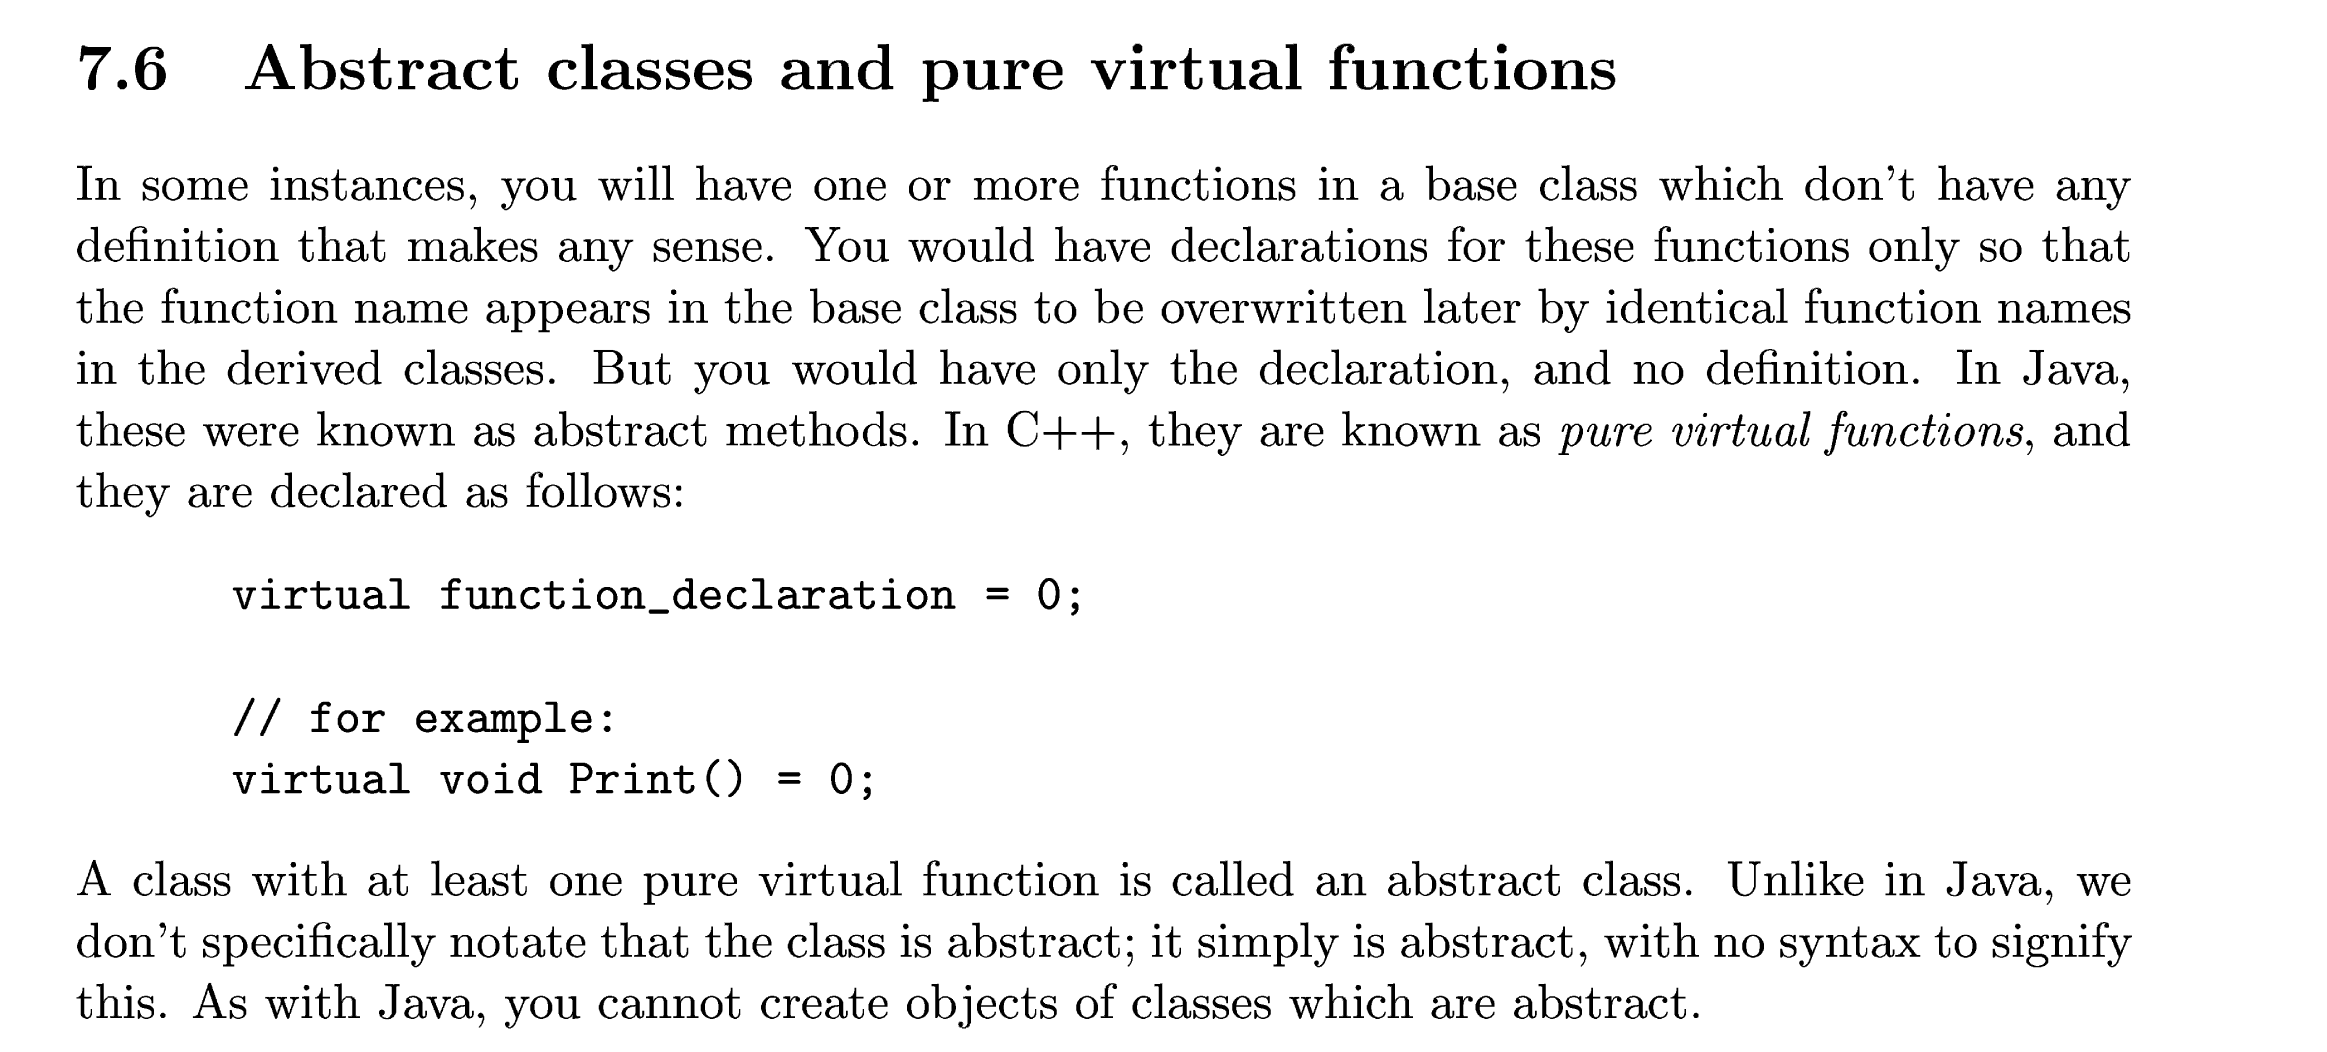 7.6 Abstract classes and pure virtual functions
In some instances, you will have one or more functions in a base class which don't have any
definition that makes any sense. You would have declarations for these functions only so that
the function name appears in the base class to be overwritten later by identical function names
in the derived classes. But you would have only the declaration, and no definition. In Java,
these were known as abstract methods. In C++, they are known as pure virtual functions, and
they are declared as follows:
virtual function_declaration = 0;
// for example:
virtual void Print() = 0;
A class with at least one pure virtual function is called an abstract class. Unlike in Java, we
don't specifically notate that the class is abstract; it simply is abstract, with no syntax to signify
this. As with Java, you cannot create objects of classes which are abstract.